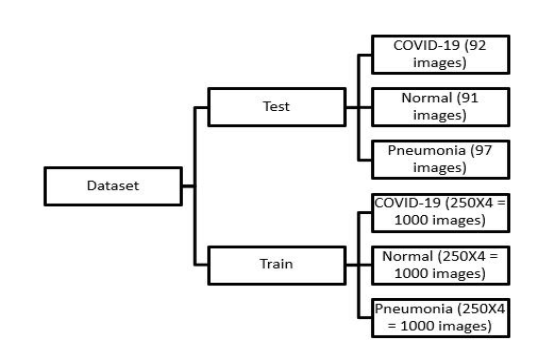 COVID-19 (92
images)
Test
Normal (91
images)
Pneumonia (97
images)
Dataset
COVID-19 (250X4 =
1000 images)
Train
Normal (250X4 =
1000 images)
Pneumonia (250X4
= 1000 images)